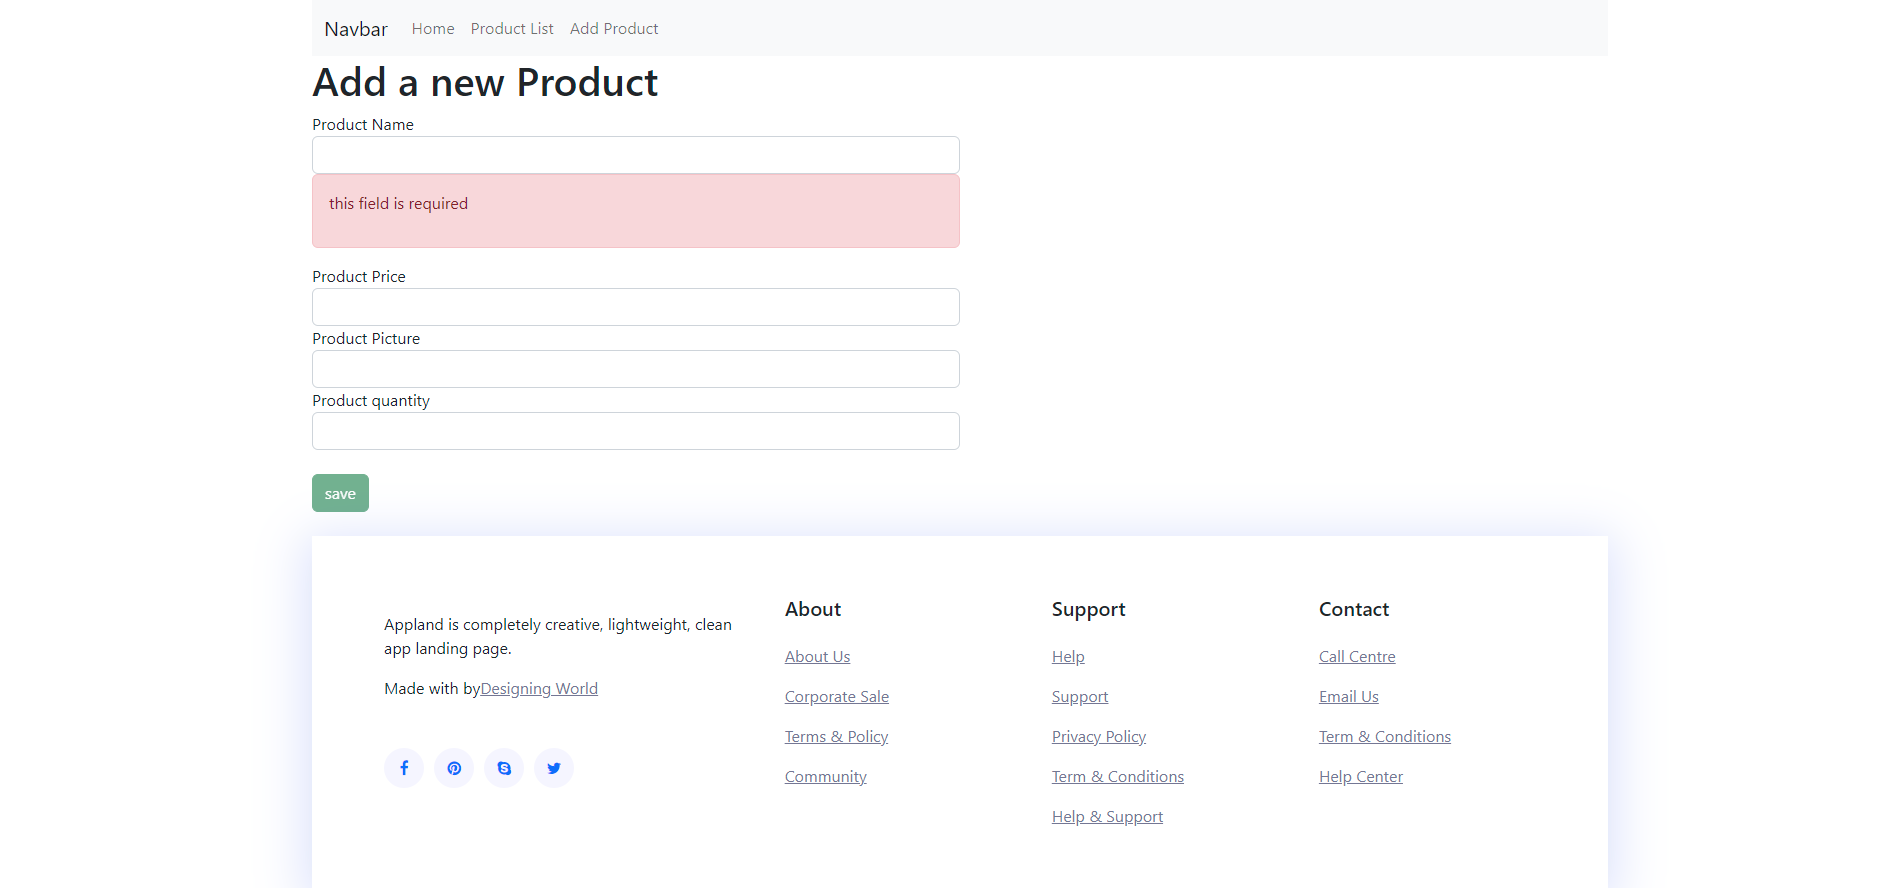 Navbar Home Product List Add Product
Add a new Product
Product Name
this field is required
Product Price
Product Picture
Product quantity
save
Appland is completely creative, lightweight, clean
app landing page.
Made with byDesigning World
About
About Us
Corporate Sale
Terms & Policy
Community
Support
Help
Support
Privacy Policy
Term & Conditions
Help & Support
Contact
Call Centre
Email Us
Term & Conditions
Help Center